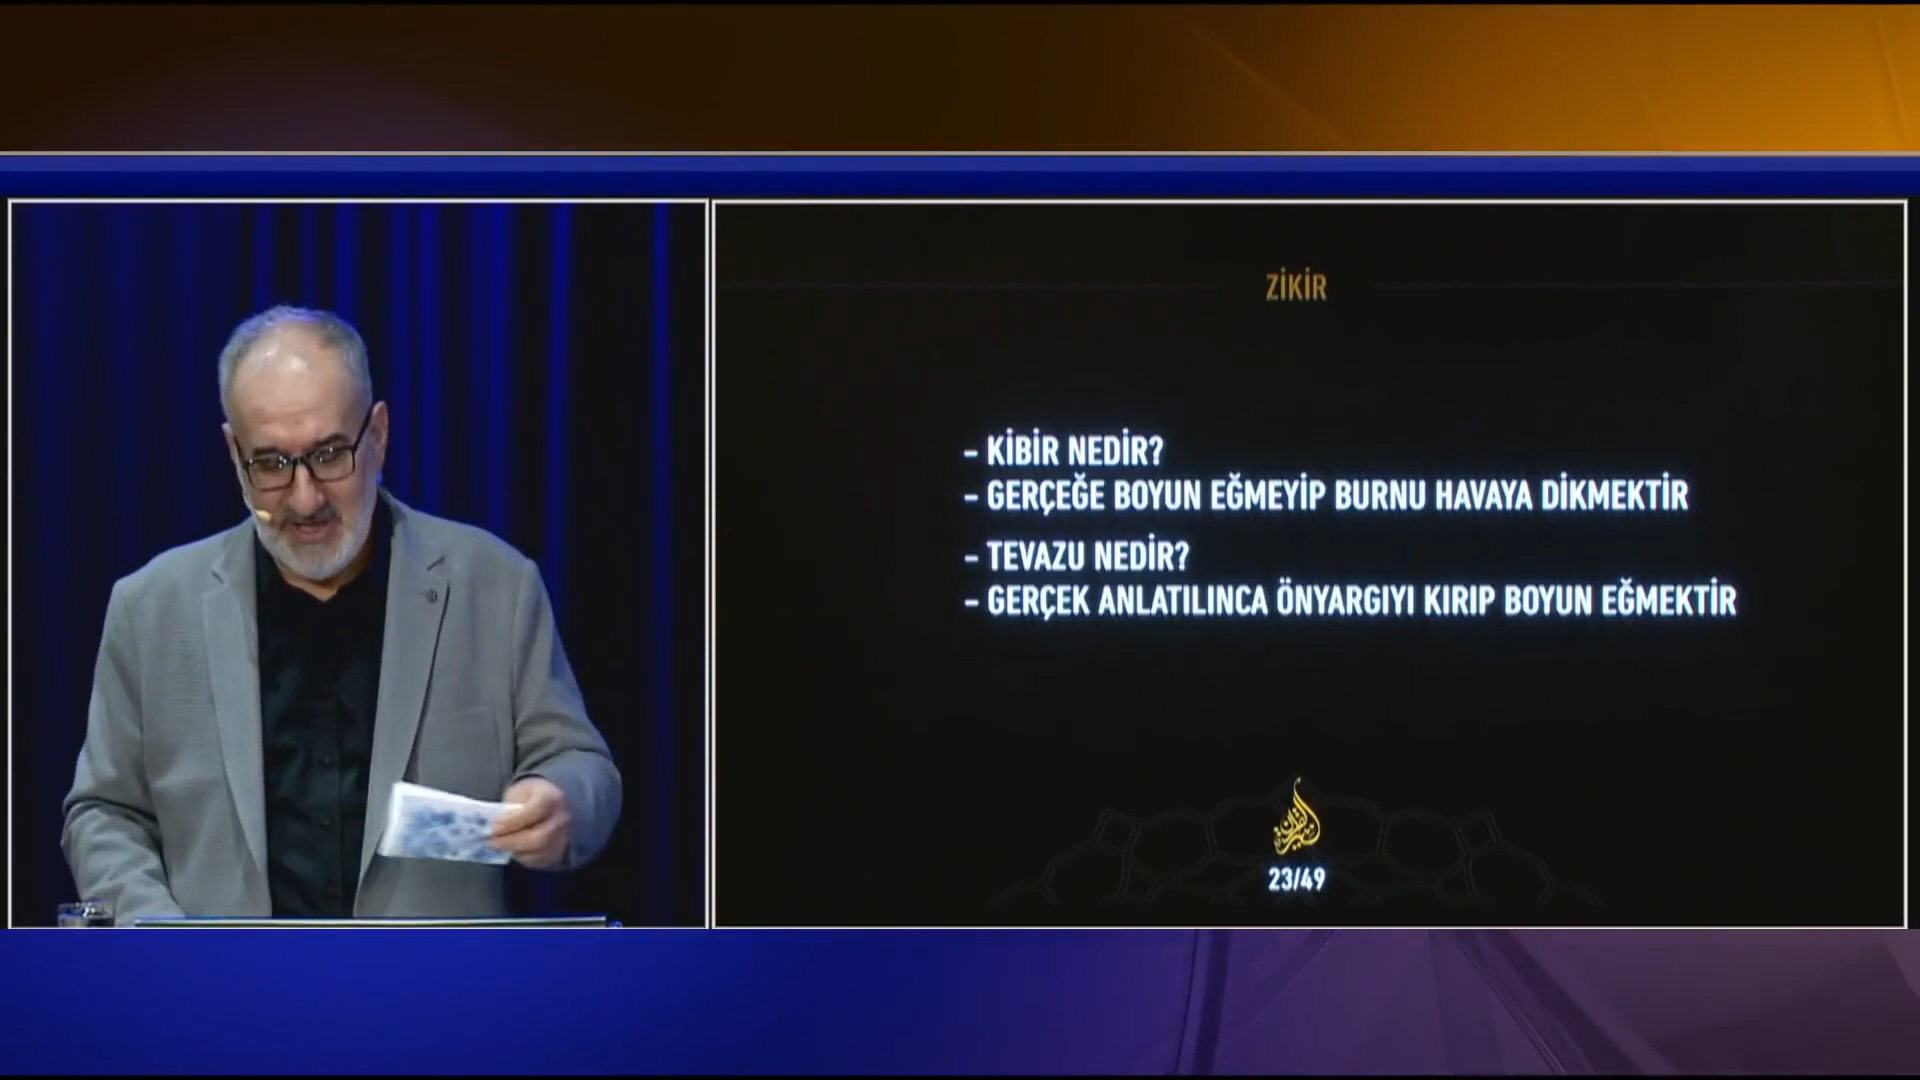 ZİKİR
- KİBİR NEDİR?
- GERÇEĞE BOYUN EĞMEYİP BURNU HAVAYA DİKMEKTİR
- TEVAZU NEDİR?
- GERÇEK ANLATILINCA ÖNYARGIYI KIRIP BOYUN EĞMEKTİR
23/49